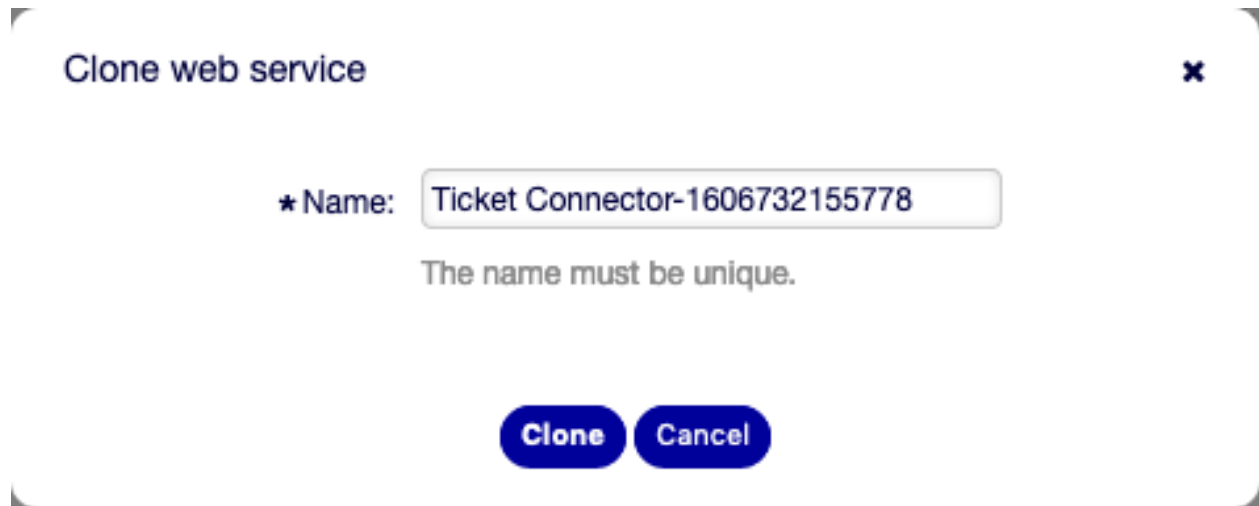 Clone web service ✖
★ Name: Ticket Connector-1606732155778
The name must be unique.
Clone Cancel